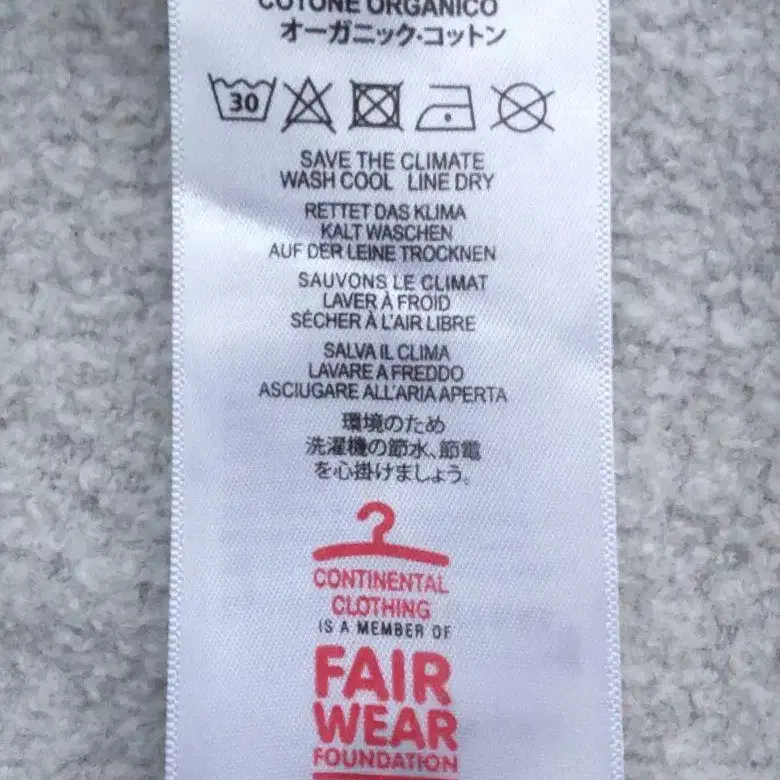 COTONE ORGANICO
オーガニック・コットン
30
SAVE THE CLIMATE
WASH COOL LINE DRY
RETTET DAS KLIMA
KALT WASCHEN
AUF DER LEINE TROCKNEN
SAUVONS LE CLIMAT
LAVER À FROID
SÉCHER À L'AIR LIBRE
SALVA IL CLIMA
LAVARE A FREDDO
ASCIUGARE ALL'ARIA APERTA
環境のため
洗濯機の節水、節電
を心掛けましょう。
CONTINENTAL
CLOTHING
IS A MEMBER OF
FAIR
WEAR
FOUNDATION